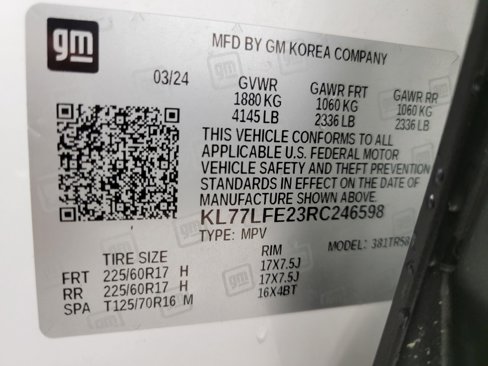 gm
MFD BY GM KOREA COMPANY
03/24 GVWR GAWR FRT GAWR RR
1880 KG 1060 KG 1060 KG
4145 LB 2336 LB 2336 LB
THIS VEHICLE CONFORMS TO ALL
APPLICABLE U.S. FEDERAL MOTOR
VEHICLE SAFETY AND THEFT PREVENTION
STANDARDS IN EFFECT ON THE DATE OF
MANUFACTURE SHOWN ABOVE.
KL77LFE23RC246598
TYPE: MPV MODEL: 381TR58
TIRE SIZE RIM
FRT 225/60R17 H 17X7.5J
RR 225/60R17 H 17X7.5J
SPA T125/70R16 M 16X4BT